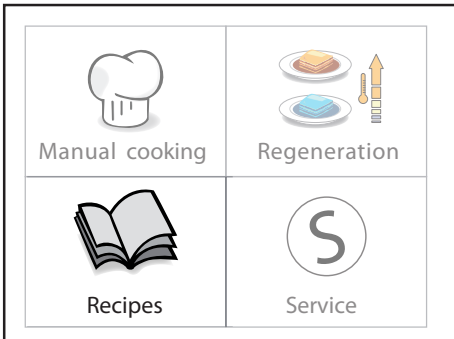 Manual cooking
Regeneration
Recipes
S
Service